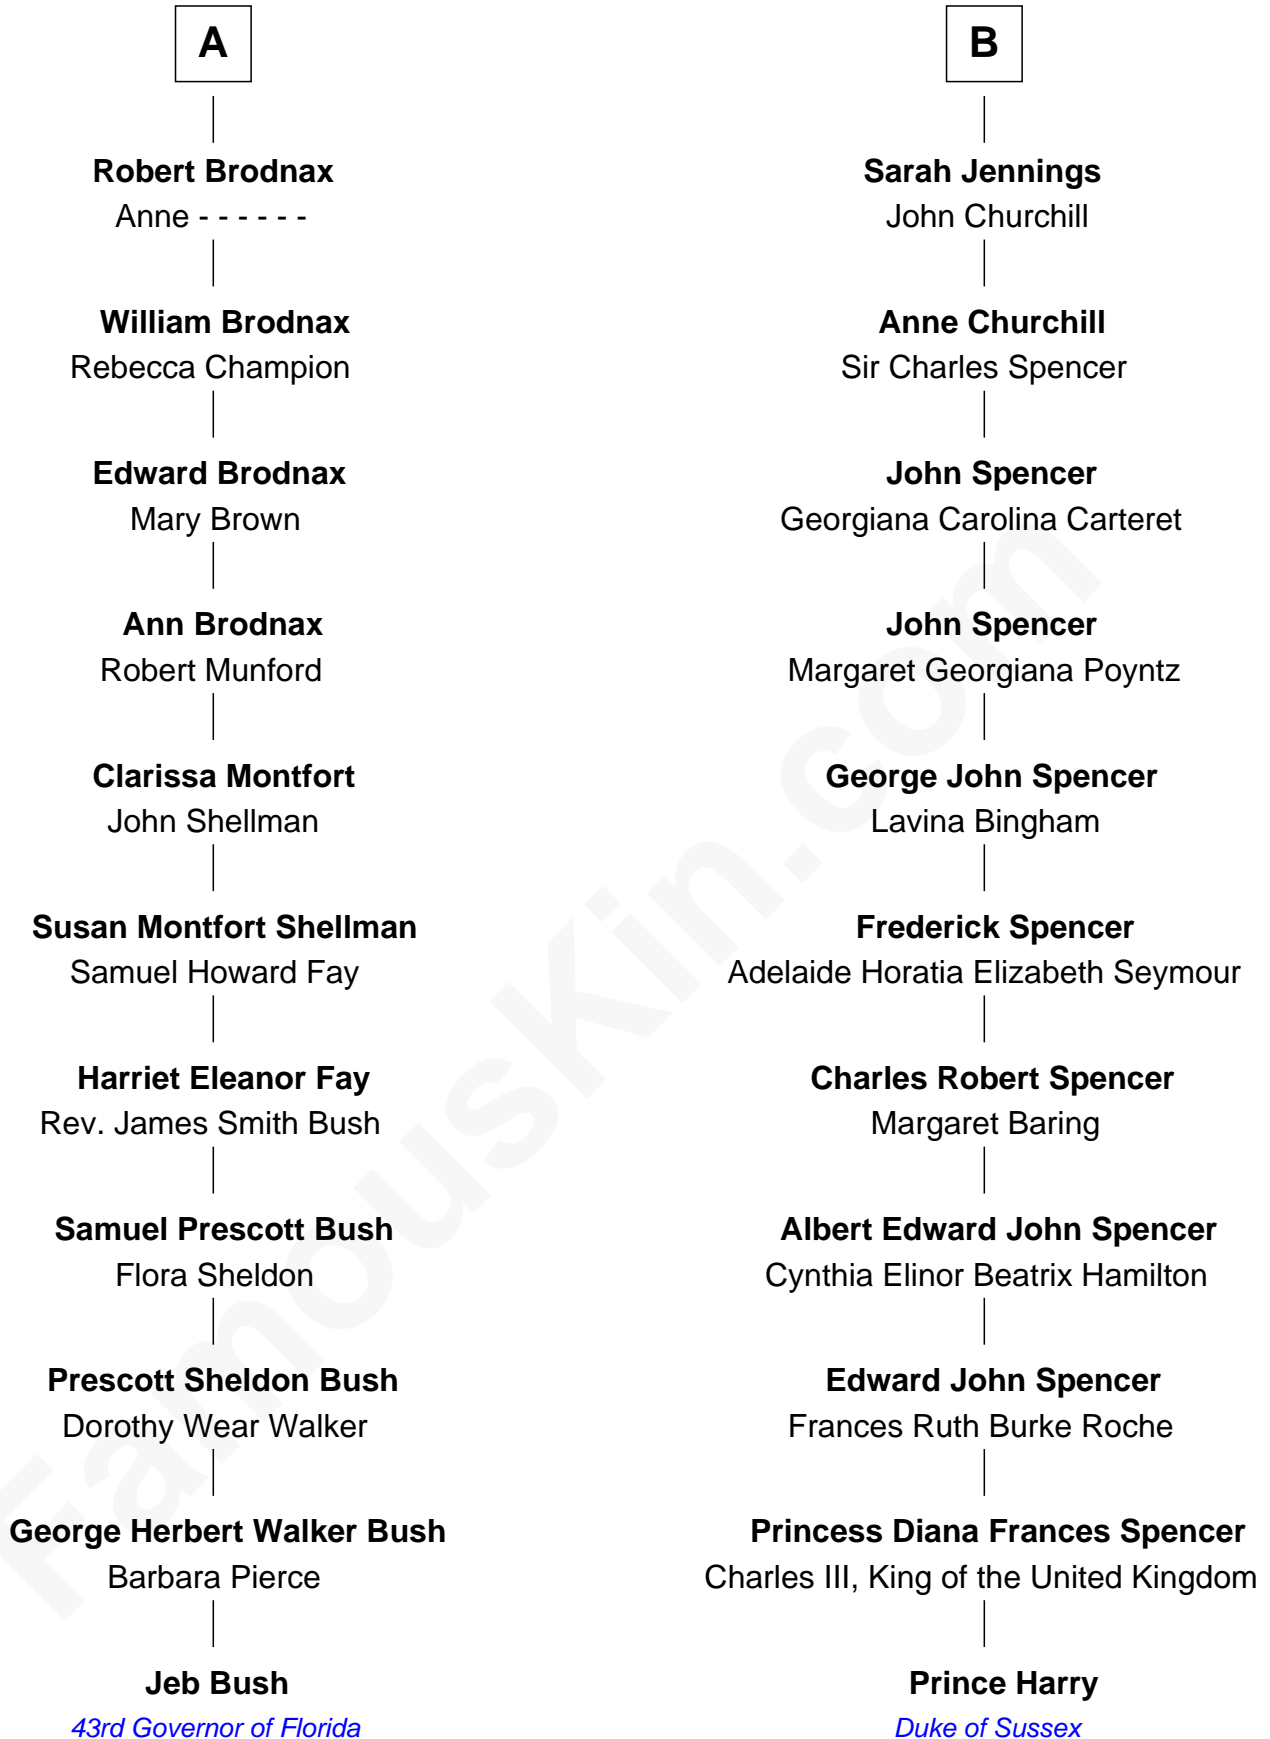 A
Robert Brodnax
Anne - - - - - -
William Brodnax
Rebecca Champion
Edward Brodnax
Mary Brown
Ann Brodnax
Robert Munford
Clarissa Montfort
John Shellman
Susan Montfort Shellman
Samuel Howard Fay
Harriet Eleanor Fay
Rev. James Smith Bush
Samuel Prescott Bush
Flora Sheldon
Prescott Sheldon Bush
Dorothy Wear Walker
George Herbert Walker Bush
Barbara Pierce
Jeb Bush
43rd Governor of Florida
B
Sarah Jennings
John Churchill
Anne Churchill
Sir Charles Spencer
John Spencer
Georgiana Carolina Carteret
John Spencer
Margaret Georgiana Poyntz
George John Spencer
Lavina Bingham
Frederick Spencer
Adelaide Horatia Elizabeth Seymour
Charles Robert Spencer
Margaret Baring
Albert Edward John Spencer
Cynthia Elinor Beatrix Hamilton
Edward John Spencer
Frances Ruth Burke Roche
Princess Diana Frances Spencer
Charles III, King of the United Kingdom
Prince Harry
Duke of Sussex
FamousKin.com